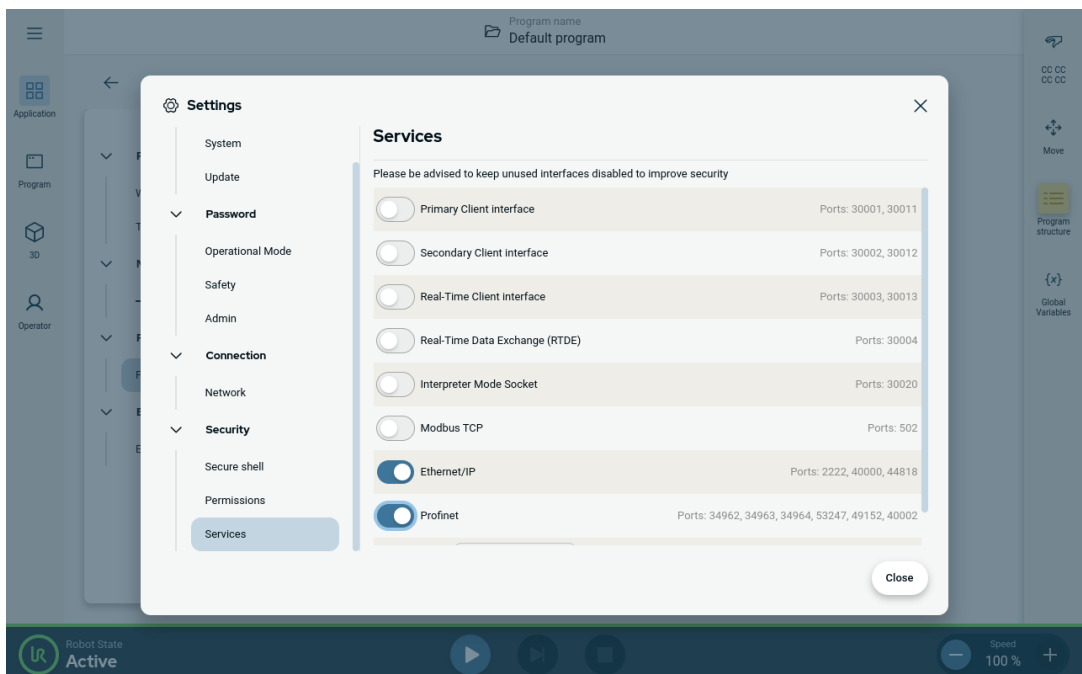 Program name
Default program
Application
Program
3D
Operator
Settings
System
Update
Password
Operational Mode
Safety
Admin
Connection
Network
Security
Secure shell
Permissions
Services
Services
Please be advised to keep unused interfaces disabled to improve security
Primary Client interface Ports: 30001, 30011
Secondary Client interface Ports: 30002, 30012
Real-Time Client interface Ports: 30003, 30013
Real-Time Data Exchange (RTDE) Ports: 30004
Interpreter Mode Socket Ports: 30020
Modbus TCP Ports: 502
Ethernet/IP Ports: 2222, 40000, 44818
Profinet Ports: 34962, 34963, 34964, 53247, 49152, 40002
Close
CC CC
CC CC
Move
Program
structure
{x}
Global
Variables
Robot State
Active
Speed
100 %